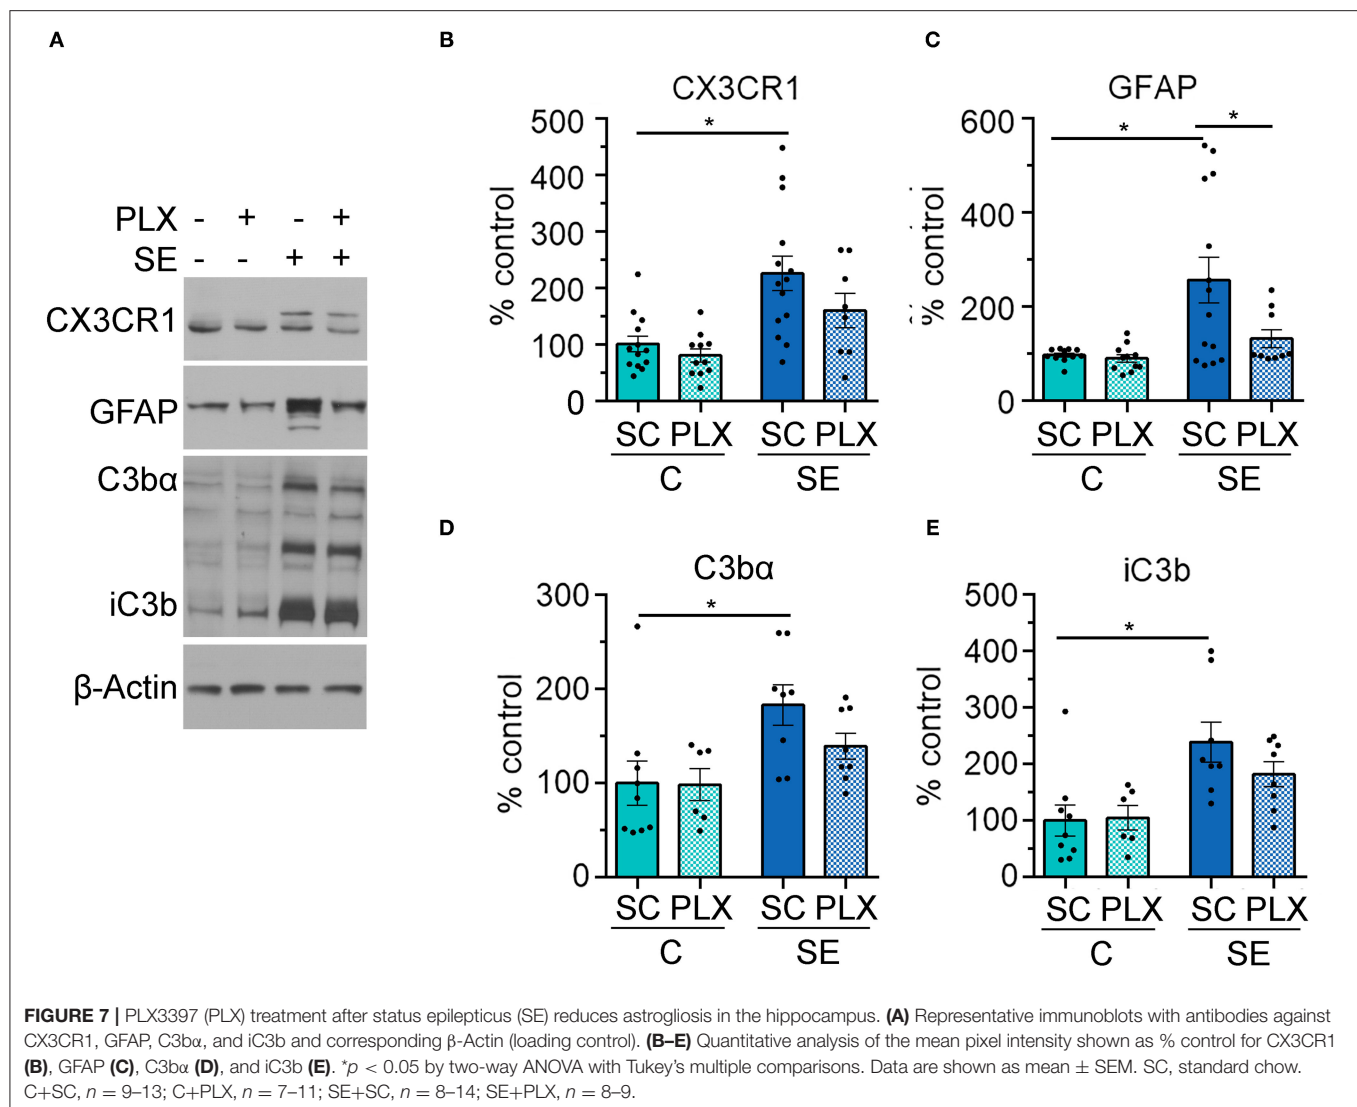 A
PLX - + - +
SE - - + +
CX3CR1
GFAP
C3bα
iC3b
β-Actin
B
CX3CR1
% control
500
400
300
200
100
0
*
SC PLX SC PLX
C SE
C
GFAP
% control
600
400
200
0
* *
SC PLX SC PLX
C SE
D
C3bα
% control
300
200
100
0
*
SC PLX SC PLX
C SE
E
iC3b
% control
500
400
300
200
100
0
*
SC PLX SC PLX
C SE
FIGURE 7 | PLX3397 (PLX) treatment after status epilepticus (SE) reduces astrogliosis in the hippocampus. (A) Representative immunoblots with antibodies against
CX3CR1, GFAP, C3bα, and iC3b and corresponding β-Actin (loading control). (B–E) Quantitative analysis of the mean pixel intensity shown as % control for CX3CR1
(B), GFAP (C), C3bα (D), and iC3b (E). *p < 0.05 by two-way ANOVA with Tukey's multiple comparisons. Data are shown as mean ± SEM. SC, standard chow.
C+SC, n = 9–13; C+PLX, n = 7–11; SE+SC, n = 8–14; SE+PLX, n = 8–9.